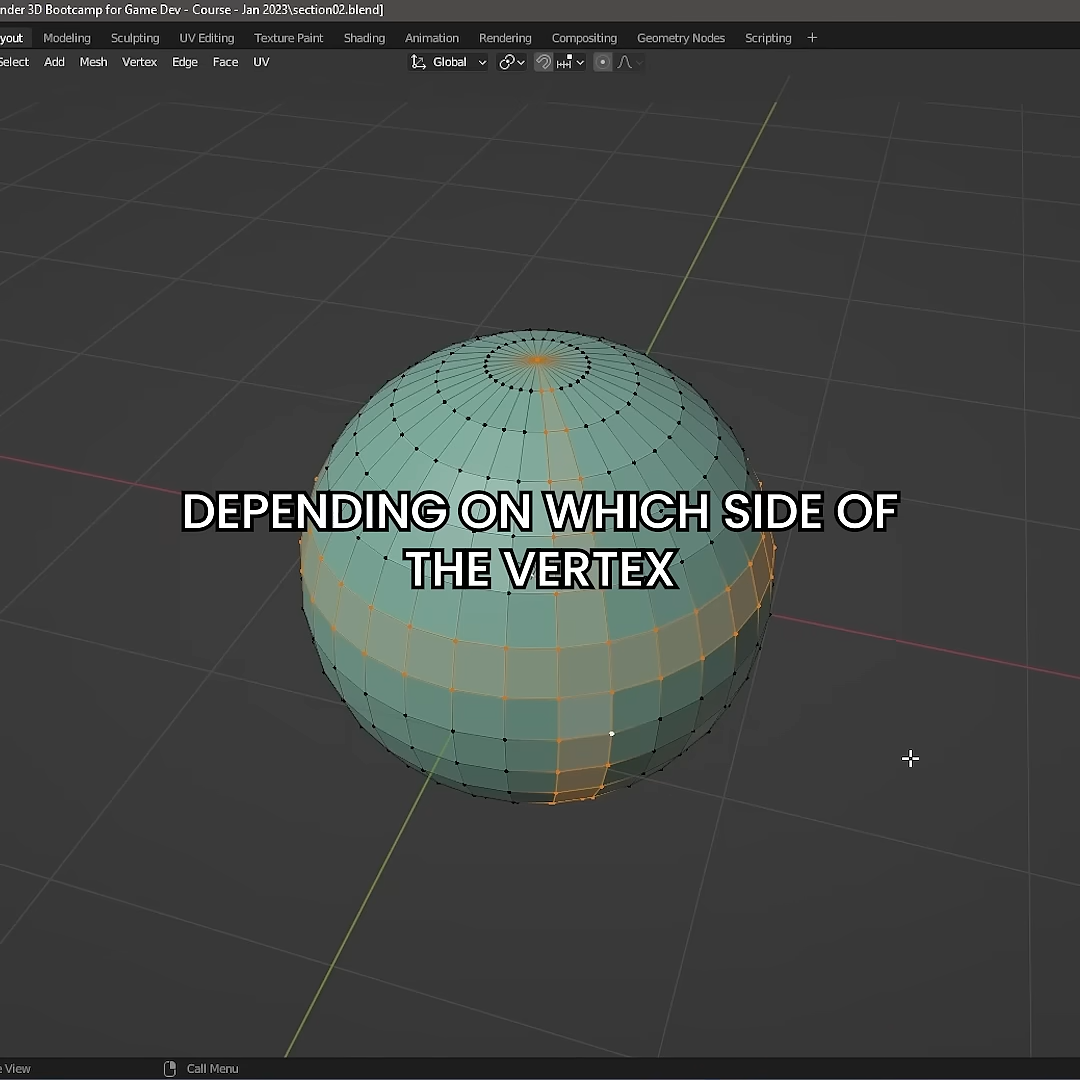 nder 3D Bootcamp for Game Dev - Course - Jan 2023\section02.blend]
yout Modeling Sculpting UV Editing Texture Paint Shading Animation Rendering Compositing Geometry Nodes Scripting +
Select Add Mesh Vertex Edge Face UV Global
DEPENDING ON WHICH SIDE OF
THE VERTEX
e View Call Menu